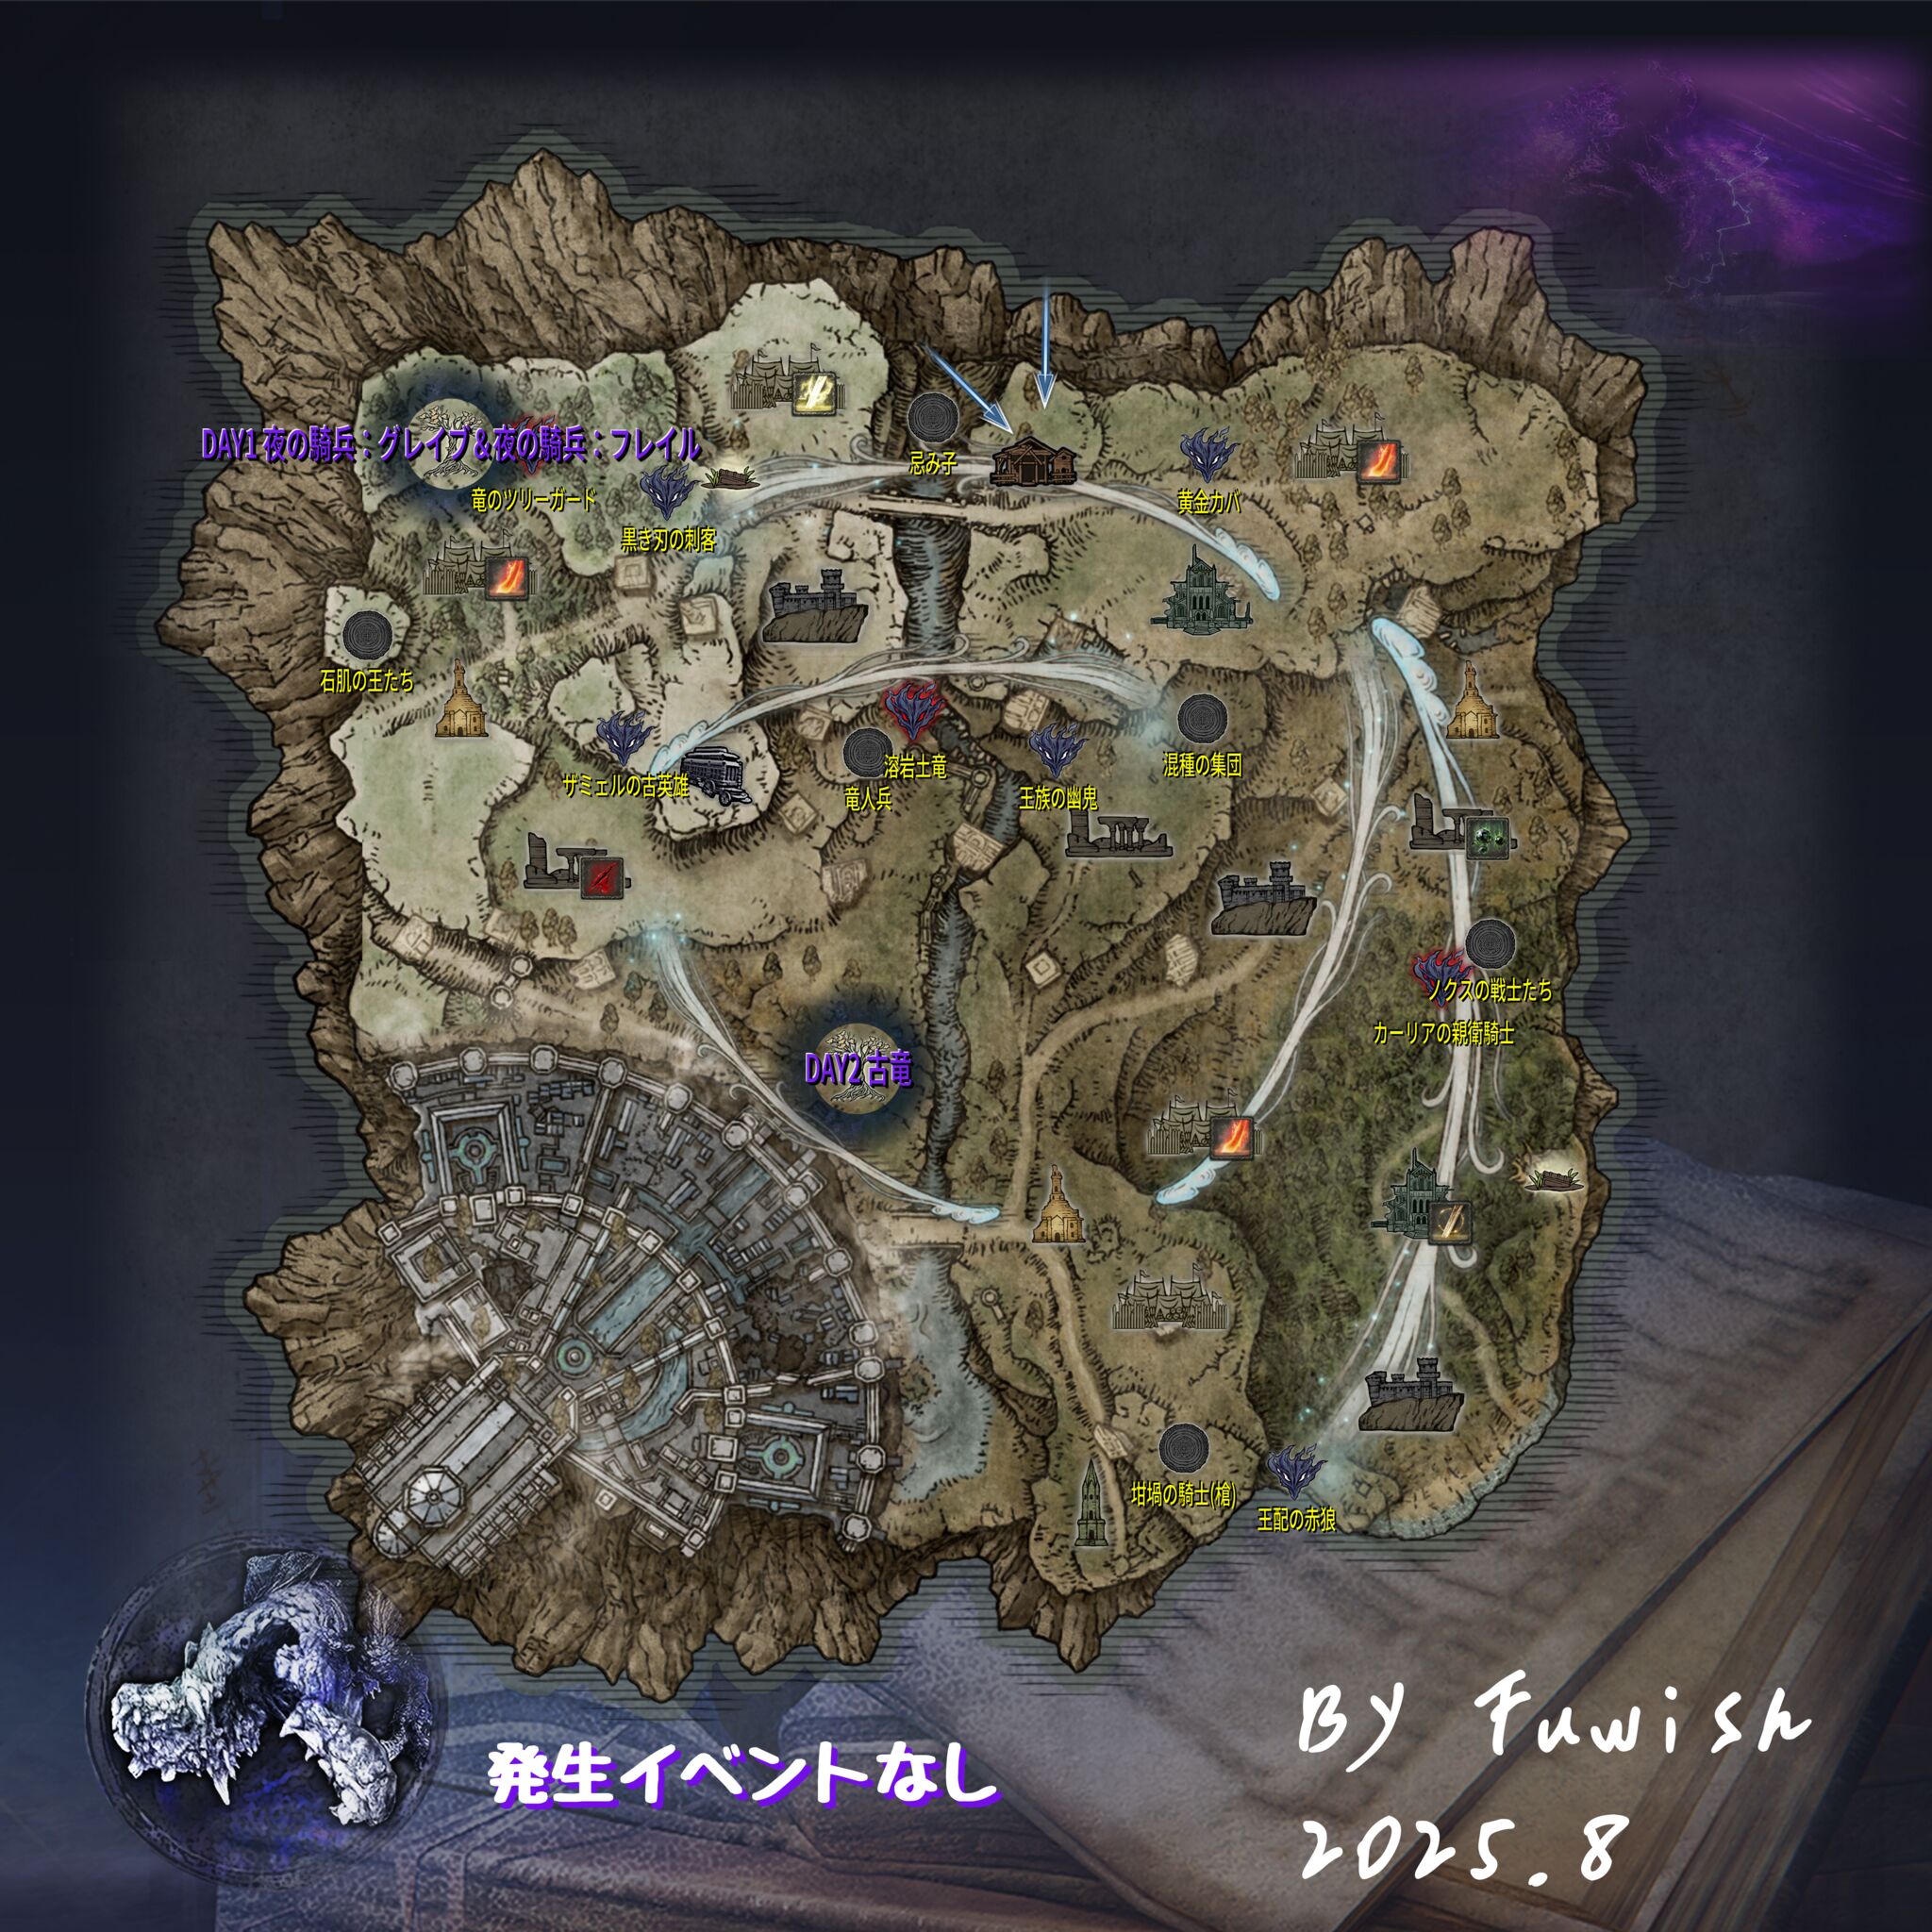 DAY1 夜の騎兵：グレイブ＆夜の騎兵：フレイル
忌み子
竜のツリーガード
黒き刃の刺客
黄金カバ
石肌の王たち
ザミェルの古英雄
溶岩土竜
竜人兵
王族の幽鬼
混種の集団
ノクスの戦士たち
カーリアの親衛騎士
DAY2 古竜
坩堝の騎士(槍)
王配の赤狼
発生イベントなし
BY Fuwish
2025.8